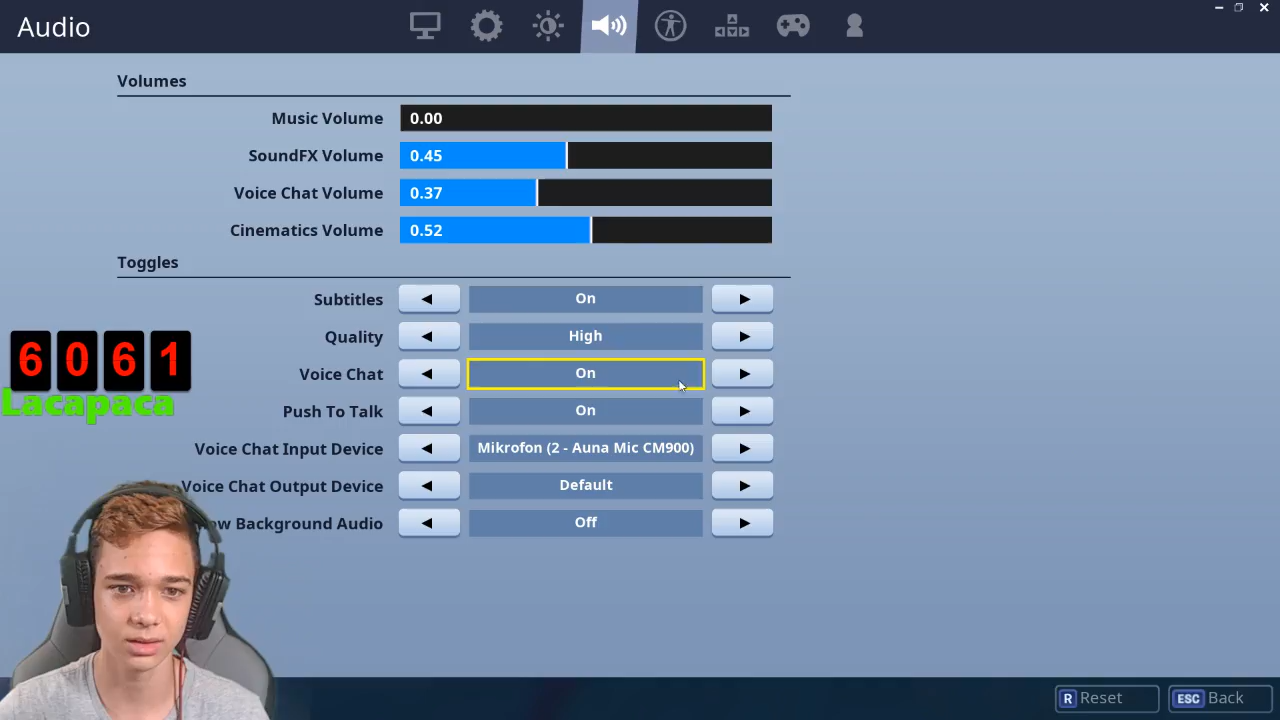 Audio
Volumes
Music Volume 0.00
SoundFX Volume 0.45
Voice Chat Volume 0.37
Cinematics Volume 0.52
Toggles
Subtitles On
Quality High
Voice Chat On
Push To Talk On
Voice Chat Input Device Mikrofon (2 - Auna Mic CM900)
Voice Chat Output Device Default
Background Audio Off
6061
Lacapaca
R Reset
ESC Back